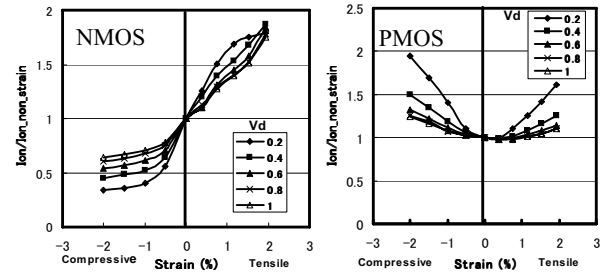 NMOS
Ion/Ion_non_strain
2
1.5
1
0.5
0
Vd
0.2
0.4
0.6
0.8
1
−3 −2 −1 0 1 2 3
Compressive Strain (%) Tensile
PMOS
Ion/Ion_non_strain
2.5
2
1.5
1
0.5
0
Vd
0.2
0.4
0.6
0.8
1
−3 −2 −1 0 1 2 3
Compressive Strain (%) Tensile